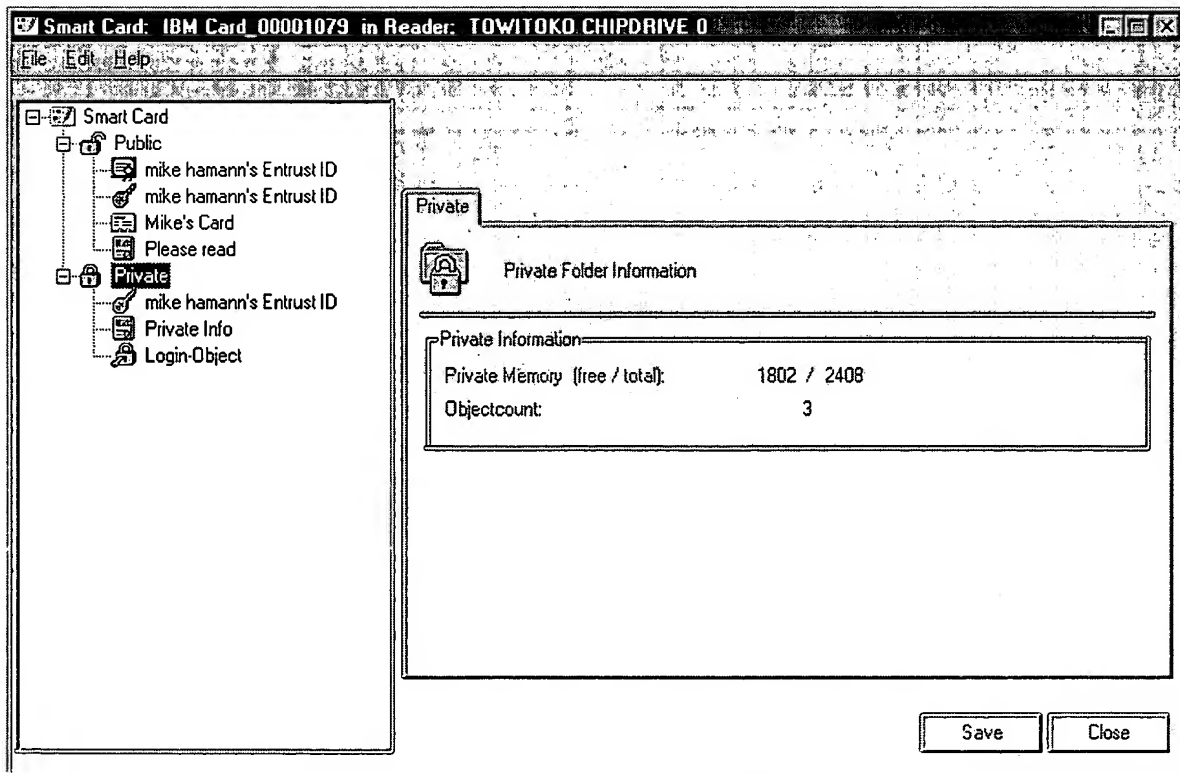 Smart Card: IBM Card_00001079 in Reader: TOWITOKO CHIPDRIVE 0
File Edit Help
Smart Card
Public
mike hamann's Entrust ID
mike hamann's Entrust ID
Mike's Card
Please read
Private
mike hamann's Entrust ID
Private Info
Login-Object
Private
Private Folder Information
Private Information
Private Memory (free / total): 1802 / 2408
Objectcount: 3
Save Close